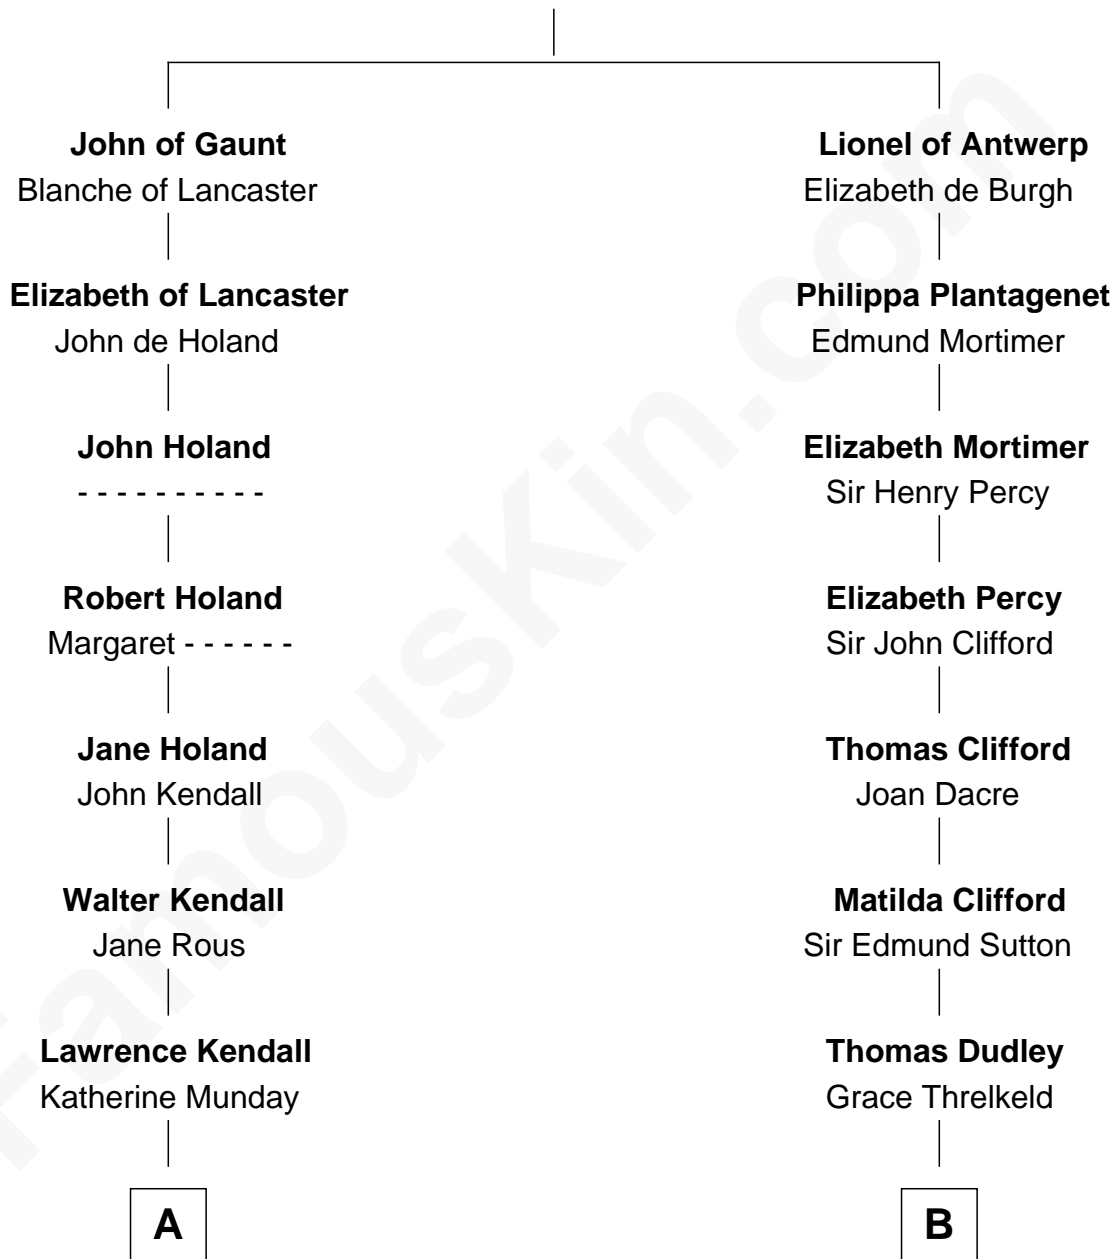 John of Gaunt
Blanche of Lancaster
Elizabeth of Lancaster
John de Holand
John Holand
- - - - - - - - - -
Robert Holand
Margaret - - - - - -
Jane Holand
John Kendall
Walter Kendall
Jane Rous
Lawrence Kendall
Katherine Munday
A
Lionel of Antwerp
Elizabeth de Burgh
Philippa Plantagenet
Edmund Mortimer
Elizabeth Mortimer
Sir Henry Percy
Elizabeth Percy
Sir John Clifford
Thomas Clifford
Joan Dacre
Matilda Clifford
Sir Edmund Sutton
Thomas Dudley
Grace Threlkeld
B
FamousKin.com